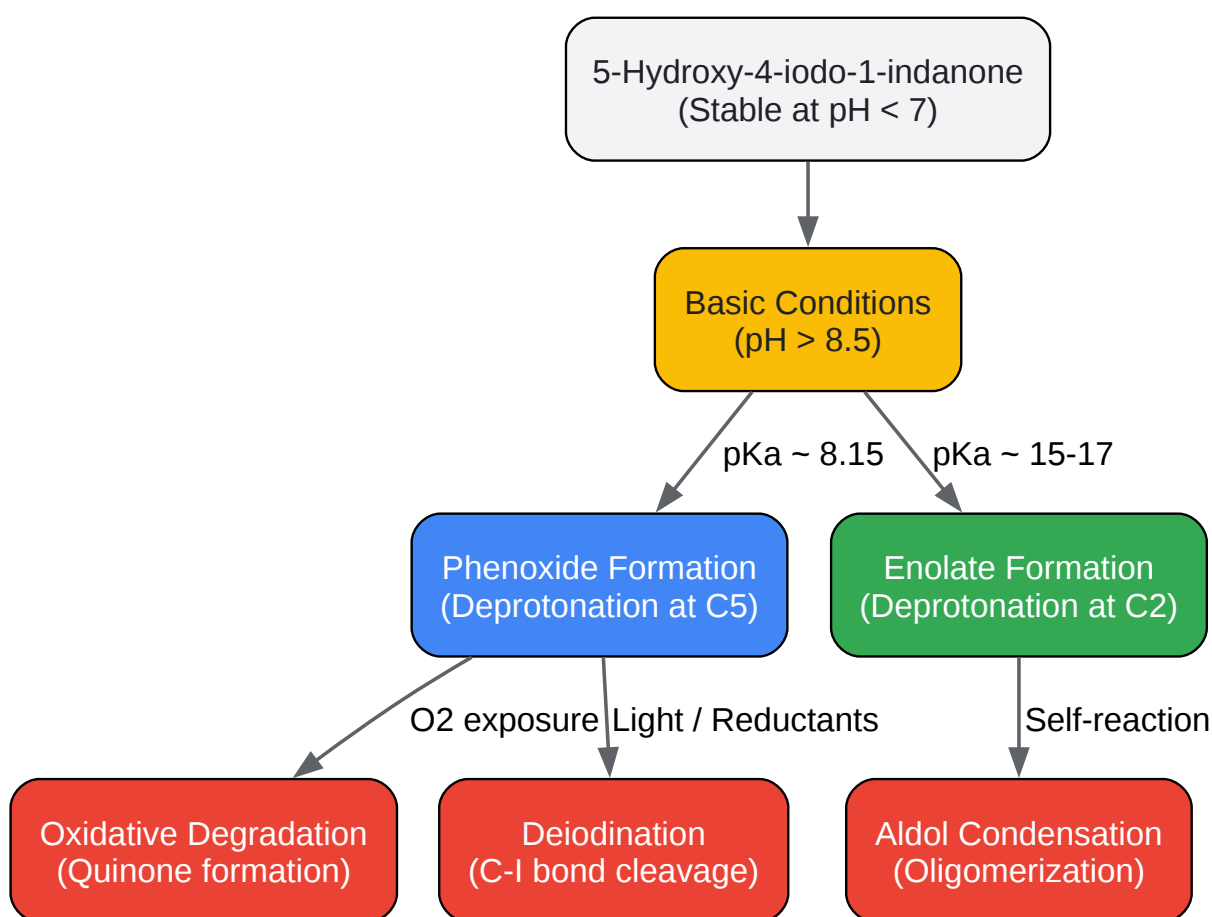 5-Hydroxy-4-iodo-1-indanone
(Stable at pH < 7)
Basic Conditions
(pH > 8.5)
pKa ~ 8.15
pKa ~ 15-17
Phenoxide Formation
(Deprotonation at C5)
Enolate Formation
(Deprotonation at C2)
O2 exposure
Light / Reductants
Self-reaction
Oxidative Degradation
(Quinone formation)
Deiodination
(C-I bond cleavage)
Aldol Condensation
(Oligomerization)